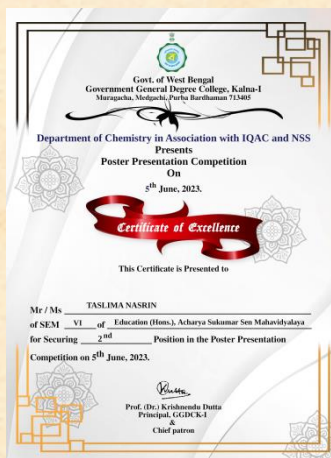 Govt. of West Bengal
Government General Degree College, Kalna-I
Muragacha, Medgachi, Purba Bardhaman 713405
Department of Chemistry in Association with IQAC and NSS
Presents
Poster Presentation Competition
On
5th June, 2023.
Certificate of Excellence
This Certificate is Presented to
Mr / Ms TASLIMA NASRIN
of SEM VI of Education (Hons.), Acharya Sukumar Sen Mahavidyalaya
for Securing 2nd Position in the Poster Presentation
Competition on 5th June, 2023.
KDutta
Prof. (Dr.) Krishnendu Dutta
Principal, GGDCK-I
&
Chief patron